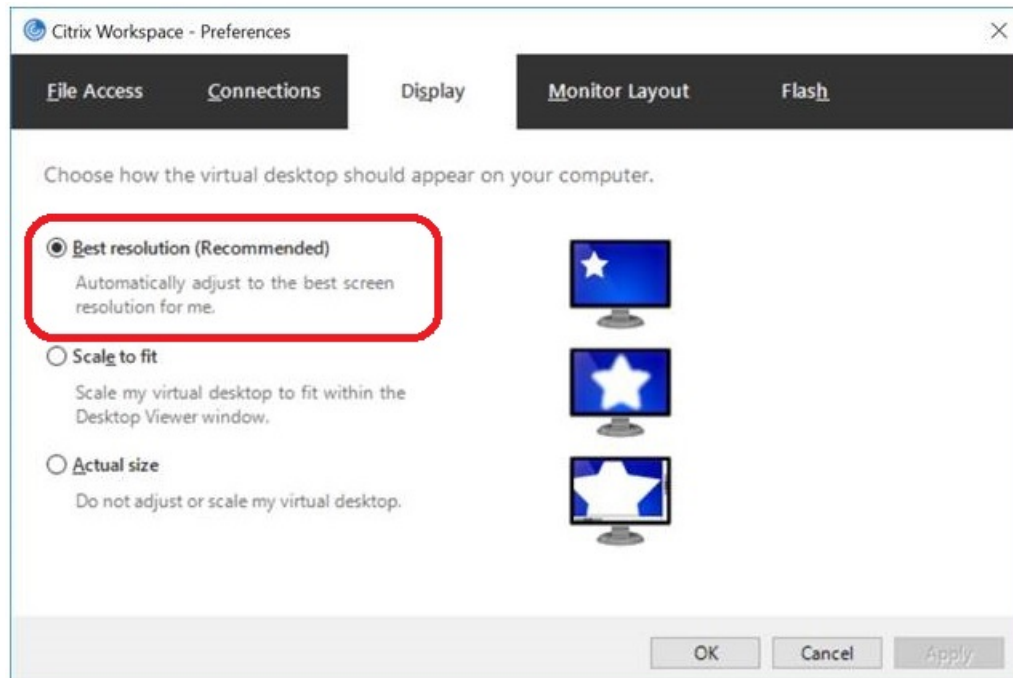 Citrix Workspace - Preferences
File Access Connections Display Monitor Layout Flash
Choose how the virtual desktop should appear on your computer.
Best resolution (Recommended)
Automatically adjust to the best screen
resolution for me.
Scale to fit
Scale my virtual desktop to fit within the
Desktop Viewer window.
Actual size
Do not adjust or scale my virtual desktop.
OK Cancel Apply